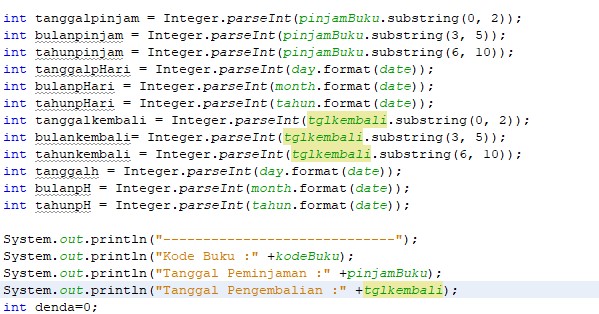 int tanggalpinjam = Integer.parseInt(pinjamBuku.substring(0, 2));
int bulanpinjam = Integer.parseInt(pinjamBuku.substring(3, 5));
int tahunpinjam = Integer.parseInt(pinjamBuku.substring(6, 10));
int tanggalpHari = Integer.parseInt(day.format(date));
int bulanpHari = Integer.parseInt(month.format(date));
int tahunpHari = Integer.parseInt(tahun.format(date));
int tanggalkembali = Integer.parseInt(tglkembali.substring(0, 2));
int bulankembali= Integer.parseInt(tglkembali.substring(3, 5));
int tahunkembali = Integer.parseInt(tglkembali.substring(6, 10));
int tanggalh = Integer.parseInt(day.format(date));
int bulanpH = Integer.parseInt(month.format(date));
int tahunpH = Integer.parseInt(tahun.format(date));
System.out.println("-----------------------------");
System.out.println("Kode Buku :" +kodeBuku);
System.out.println("Tanggal Peminjaman :" +pinjamBuku);
System.out.println("Tanggal Pengembalian :" +tglkembali);
int denda=0;